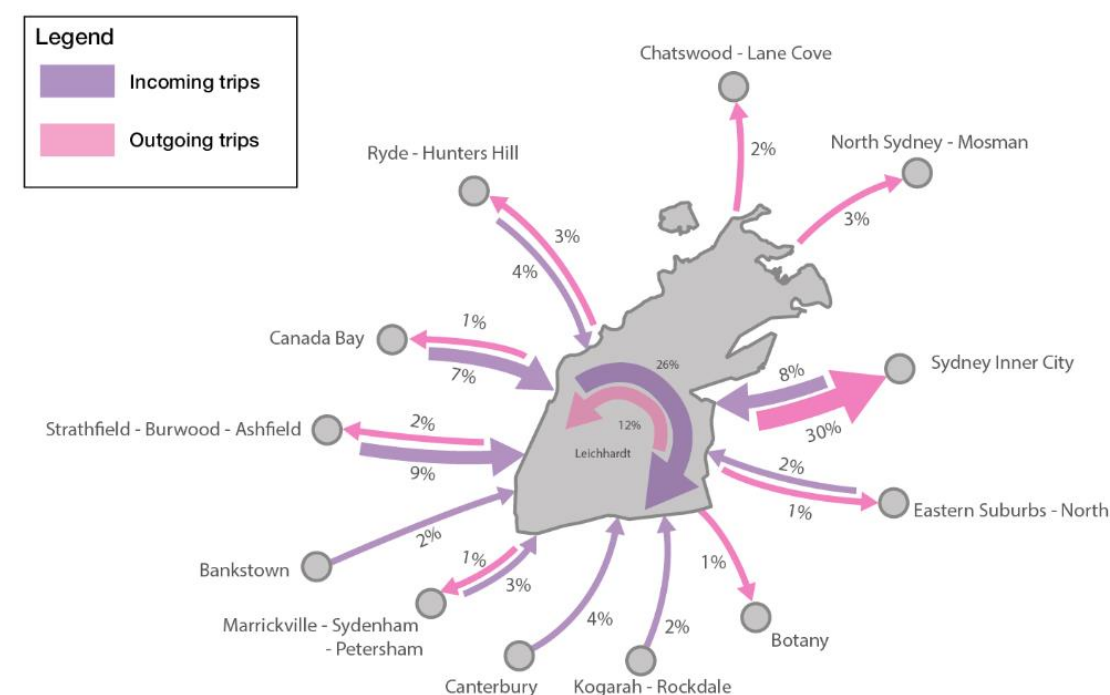 Legend
Incoming trips
Outgoing trips
Chatswood - Lane Cove
2%
North Sydney - Mosman
3%
Ryde - Hunters Hill
3%
4%
Canada Bay
1%
7%
26%
12%
Leichhardt
8%
30%
Sydney Inner City
Strathfield - Burwood - Ashfield
2%
9%
2%
1%
Eastern Suburbs - North
Bankstown
2%
1%
3%
Marrickville - Sydenham
- Petersham
4%
Canterbury
2%
Kogarah - Rockdale
1%
Botany